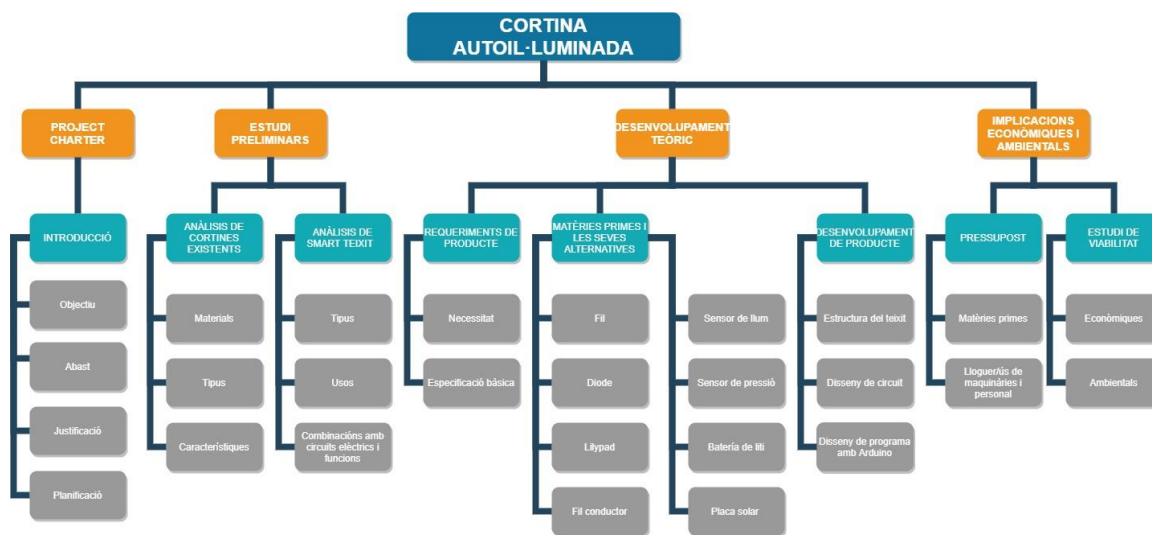 CORTINA
AUTOIL·LUMINADA
PROJECT
CHARTER
ESTUDI
PRELIMINARS
DESENVOLUPAMENT
TEÒRIC
IMPLICACIONS
ECONÒMIQUES I
AMBIENTALS
INTRODUCCIÓ
ANÀLISIS DE
CORTINES
EXISTENTS
ANÀLISIS DE
SMART TEIXIT
REQUERIMENTS DE
PRODUCTE
MATÈRIES PRIMES I
LES SEVES
ALTERNATIVES
DESENVOLUPAMENT
DE PRODUCTE
PRESSUPOST
ESTUDI DE
VIABILITAT
Objectiu
Abast
Justificació
Planificació
Materials
Tipus
Característiques
Tipus
Usos
Combinacións amb
circuits elèctrics i
funcions
Necessitat
Especificació bàsica
Fil
Diode
Lilypad
Fil conductor
Sensor de llum
Sensor de pressió
Batería de liti
Placa solar
Estructura del teixit
Disseny de circuit
Disseny de programa
amb Arduino
Matèries primes
Lloguer/ús de
maquinàries i
personal
Econòmiques
Ambientals